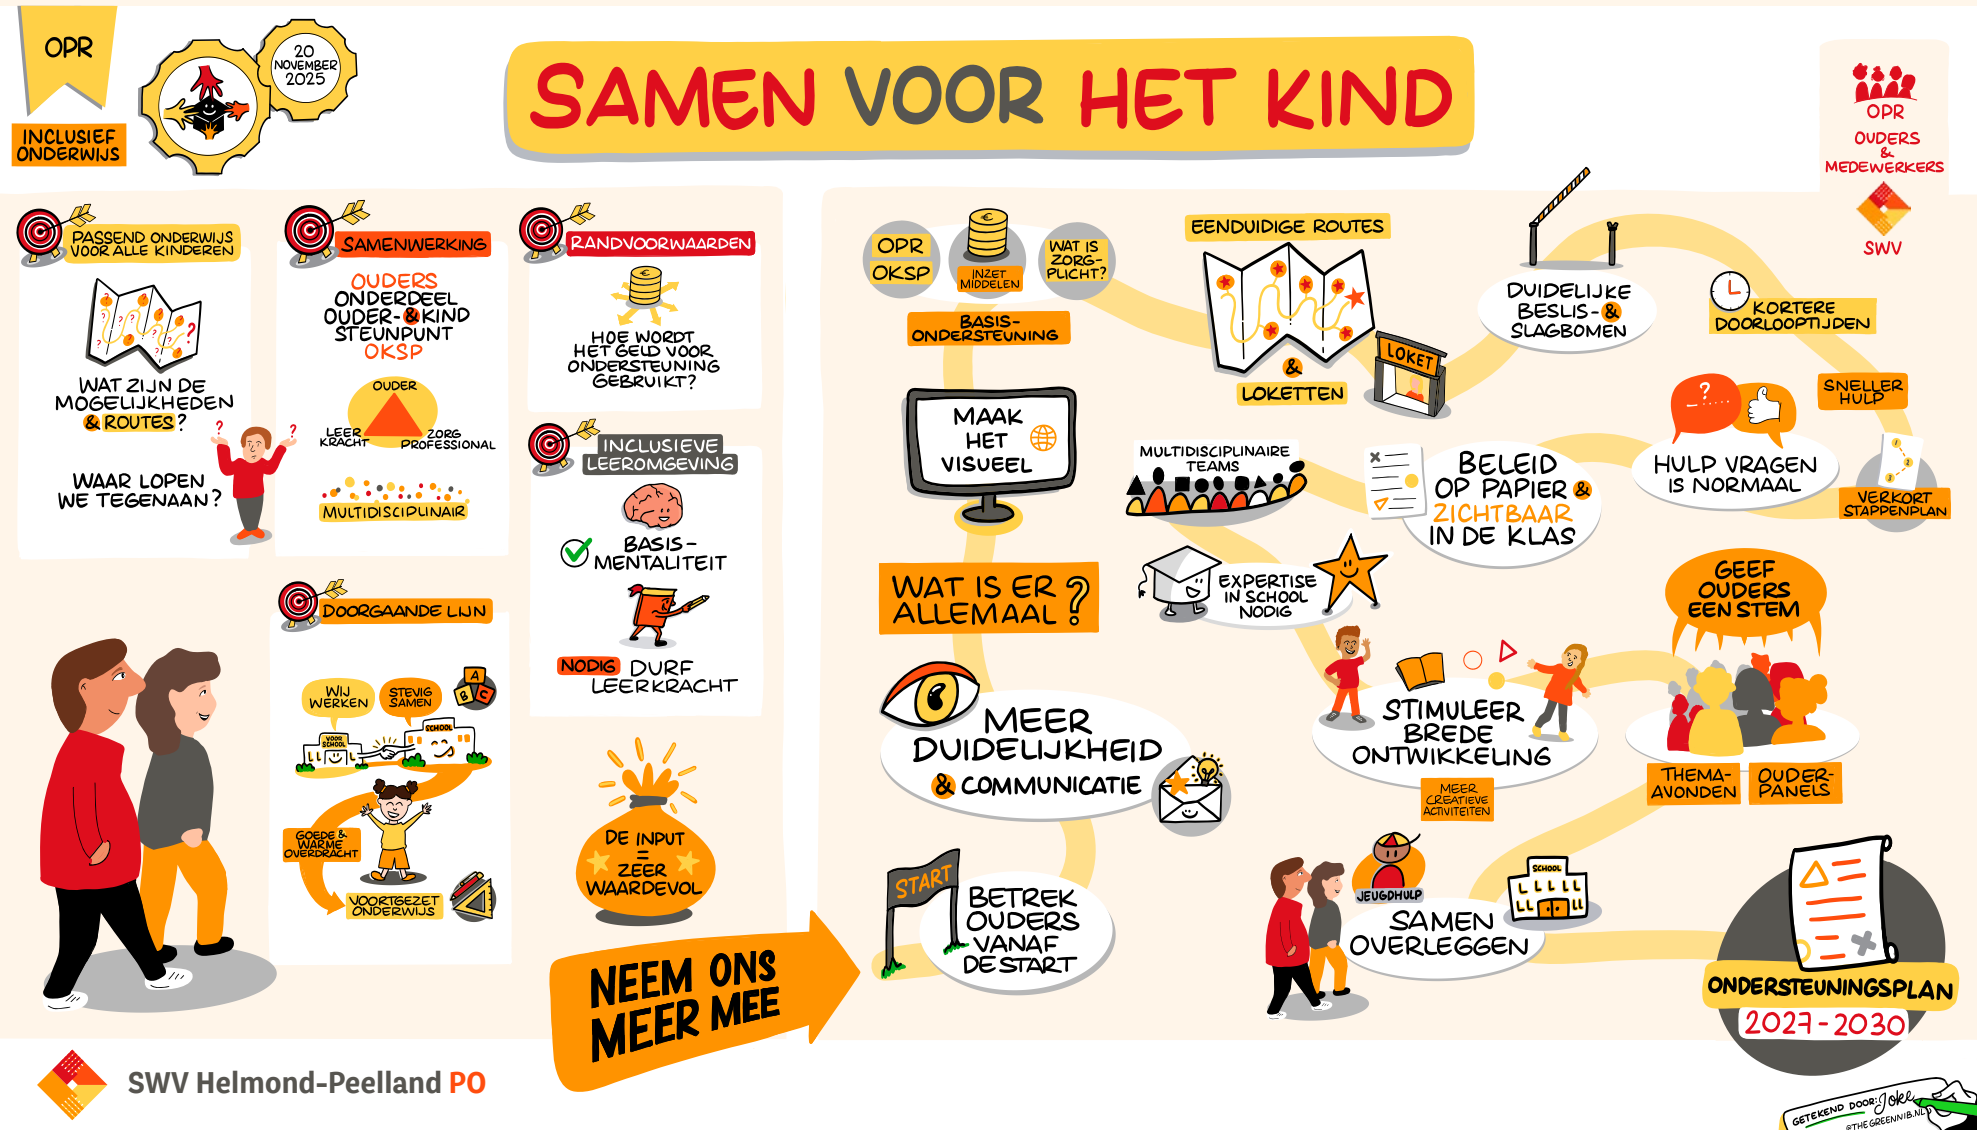 OPR
INCLUSIEF
ONDERWIJS
20
NOVEMBER
2025
SAMEN VOOR HET KIND
OPR
OUDERS
&
MEDEWERKERS
SWV
PASSEND ONDERWIJS
VOOR ALLE KINDEREN
WAT ZIJN DE
MOGELIJKHEDEN
& ROUTES?
WAAR LOPEN
WE TEGENAAN?
SAMENWERKING
OUDERS
ONDERDEEL
OUDER-&KIND
STEUNPUNT
OKSP
OUDER
LEER
KRACHT
ZORG
PROFESSIONAL
MULTIDISCIPLINAIR
RANDVOORWAARDEN
€
HOE WORDT
HET GELD VOOR
ONDERSTEUNING
GEBRUIKT?
INCLUSIEVE
LEEROMGEVING
BASIS-
MENTALITEIT
NODIG DURF
LEERKRACHT
DOORGAANDE LIJN
WIJ
WERKEN
STEVIG
SAMEN
A
B C
VOOR
SCHOOL
SCHOOL
GOEDE &
WARME
OVERDRACHT
VOORTGEZET
ONDERWIJS
DE INPUT
=
ZEER
WAARDEVOL
NEEM ONS
MEER MEE
START
BETREK
OUDERS
VANAF
DE START
MEER
DUIDELIJKHEID
& COMMUNICATIE
WAT IS ER
ALLEMAAL?
MAAK
HET
VISUEEL
BASIS-
ONDERSTEUNING
OPR
OKSP
€
INZET
MIDDELEN
WAT IS
ZORG-
PLICHT?
EENDUIDIGE ROUTES
&
LOKETTEN
LOKET
DUIDELIJKE
BESLIS-&
SLAGBOMEN
KORTERE
DOORLOOPTIJDEN
SNELLER
HULP
VERKORT
STAPPENPLAN
HULP VRAGEN
IS NORMAAL
BELEID
OP PAPIER &
ZICHTBAAR
IN DE KLAS
MULTIDISCIPLINAIRE
TEAMS
EXPERTISE
IN SCHOOL
NODIG
STIMULEER
BREDE
ONTWIKKELING
MEER
CREATIEVE
ACTIVITEITEN
GEEF
OUDERS
EEN STEM
THEMA-
AVONDEN
OUDER-
PANELS
JEUGDHULP
SCHOOL
SAMEN
OVERLEGGEN
ONDERSTEUNINGSPLAN
2027-2030
SWV Helmond-Peelland PO
GETEKEND DOOR: Joke
@THEGREENNIB.NL